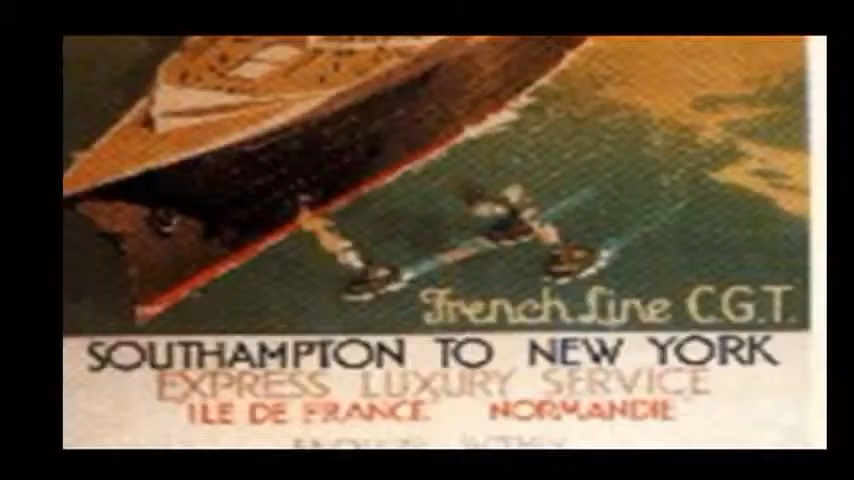 French Line C.G.T.
SOUTHAMPTON TO NEW YORK
EXPRESS LUXURY SERVICE
ILE DE FRANCE NORMANDIE